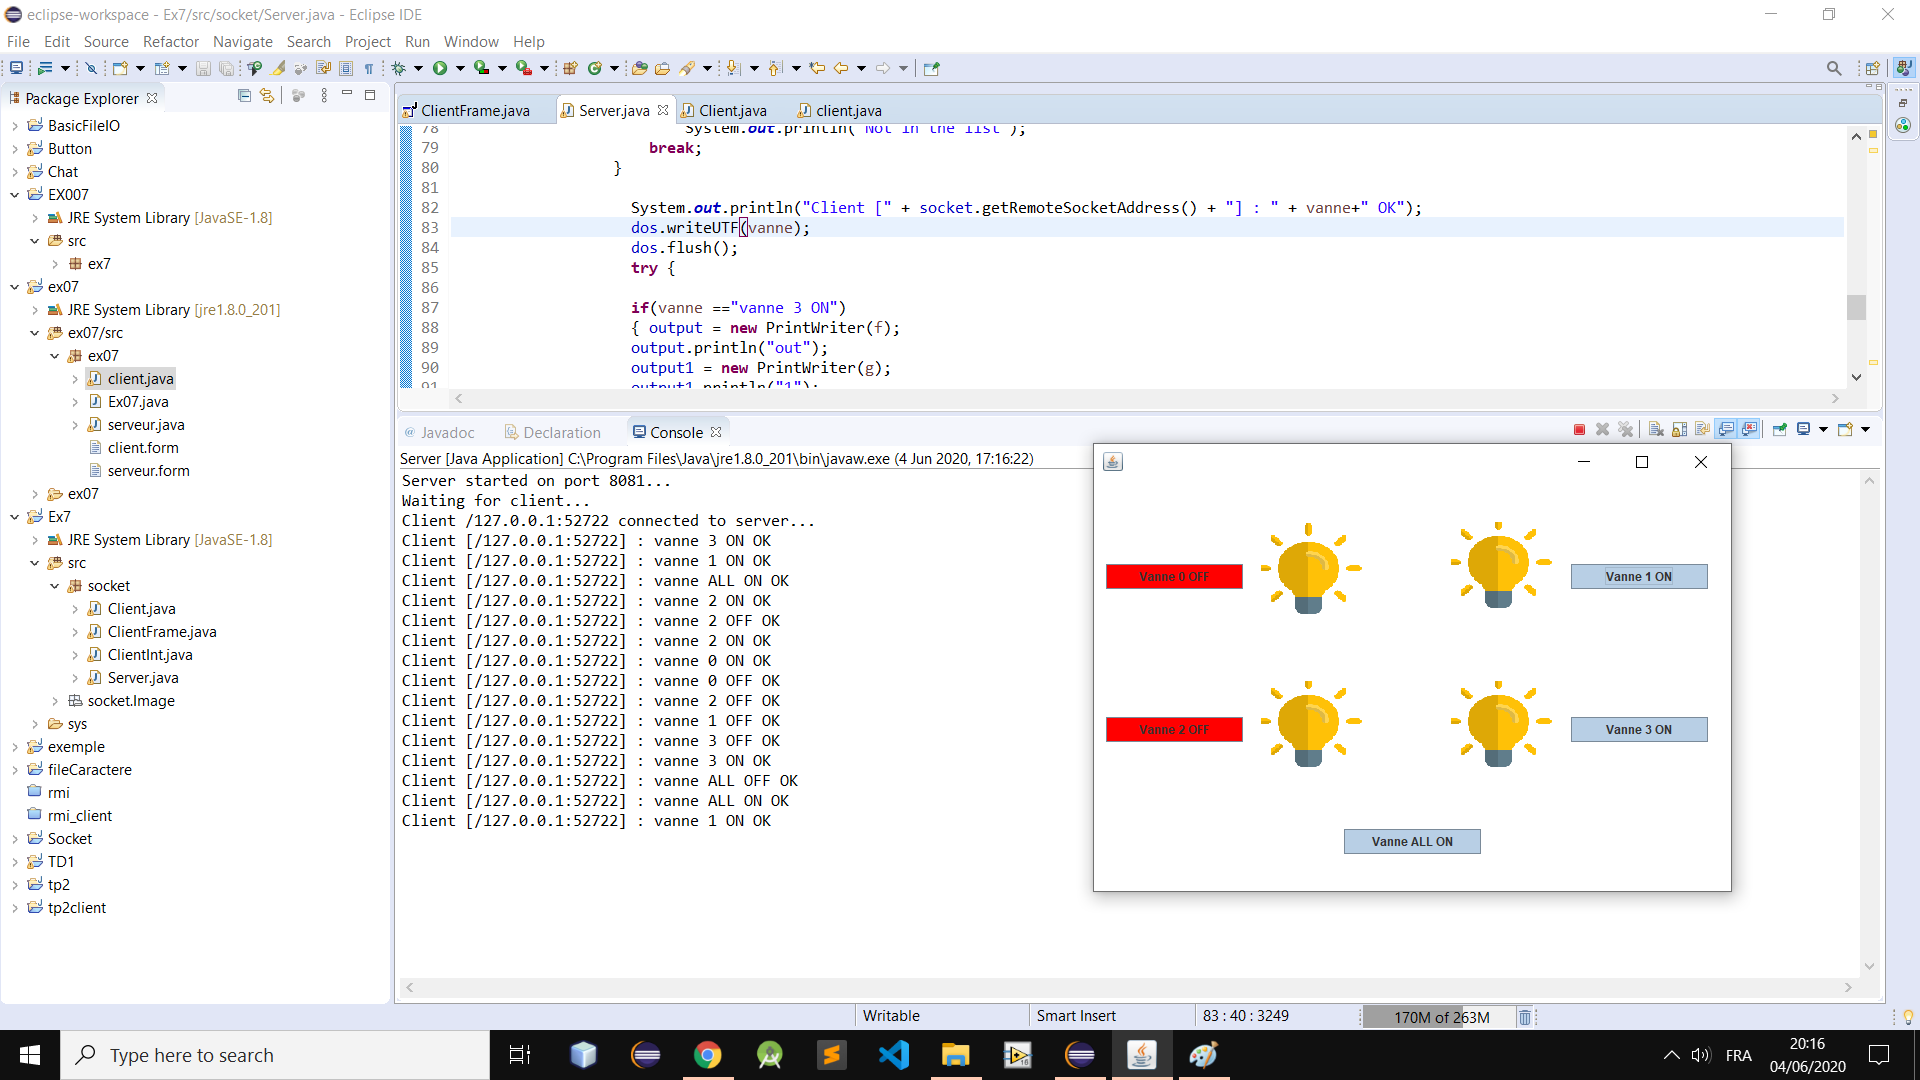 eclipse-workspace - Ex7/src/socket/Server.java - Eclipse IDE
File Edit Source Refactor Navigate Search Project Run Window Help
Package Explorer
BasicFileIO
Button
Chat
EX007
JRE System Library [JavaSE-1.8]
src
ex7
ex07
JRE System Library [jre1.8.0_201]
ex07/src
ex07
client.java
Ex07.java
serveur.java
client.form
serveur.form
ex07
Ex7
JRE System Library [JavaSE-1.8]
src
socket
Client.java
ClientFrame.java
ClientInt.java
Server.java
socket.Image
sys
exemple
fileCaractere
rmi
rmi_client
Socket
TD1
tp2
tp2client
ClientFrame.java Server.java Client.java client.java
78 System.out.println("Not in the list");
79 break;
80 }
81
82 System.out.println("Client [" + socket.getRemoteSocketAddress() + "] : " + vanne+" OK");
83 dos.writeUTF(vanne);
84 dos.flush();
85 try {
86
87 if(vanne =="vanne 3 ON")
88 { output = new PrintWriter(f);
89 output.println("out");
90 output1 = new PrintWriter(g);
91 output1.println("1");
Javadoc Declaration Console
Server [Java Application] C:\Program Files\Java\jre1.8.0_201\bin\javaw.exe (4 Jun 2020, 17:16:22)
Server started on port 8081...
Waiting for client...
Client /127.0.0.1:52722 connected to server...
Client [/127.0.0.1:52722] : vanne 3 ON OK
Client [/127.0.0.1:52722] : vanne 1 ON OK
Client [/127.0.0.1:52722] : vanne ALL ON OK
Client [/127.0.0.1:52722] : vanne 2 ON OK
Client [/127.0.0.1:52722] : vanne 2 OFF OK
Client [/127.0.0.1:52722] : vanne 2 ON OK
Client [/127.0.0.1:52722] : vanne 0 ON OK
Client [/127.0.0.1:52722] : vanne 0 OFF OK
Client [/127.0.0.1:52722] : vanne 2 OFF OK
Client [/127.0.0.1:52722] : vanne 1 OFF OK
Client [/127.0.0.1:52722] : vanne 3 OFF OK
Client [/127.0.0.1:52722] : vanne 3 ON OK
Client [/127.0.0.1:52722] : vanne ALL OFF OK
Client [/127.0.0.1:52722] : vanne ALL ON OK
Client [/127.0.0.1:52722] : vanne 1 ON OK
Vanne 0 OFF
Vanne 1 ON
Vanne 2 OFF
Vanne 3 ON
Vanne ALL ON
Writable Smart Insert 83 : 40 : 3249 170M of 263M
Type here to search
FRA
20:16
04/06/2020